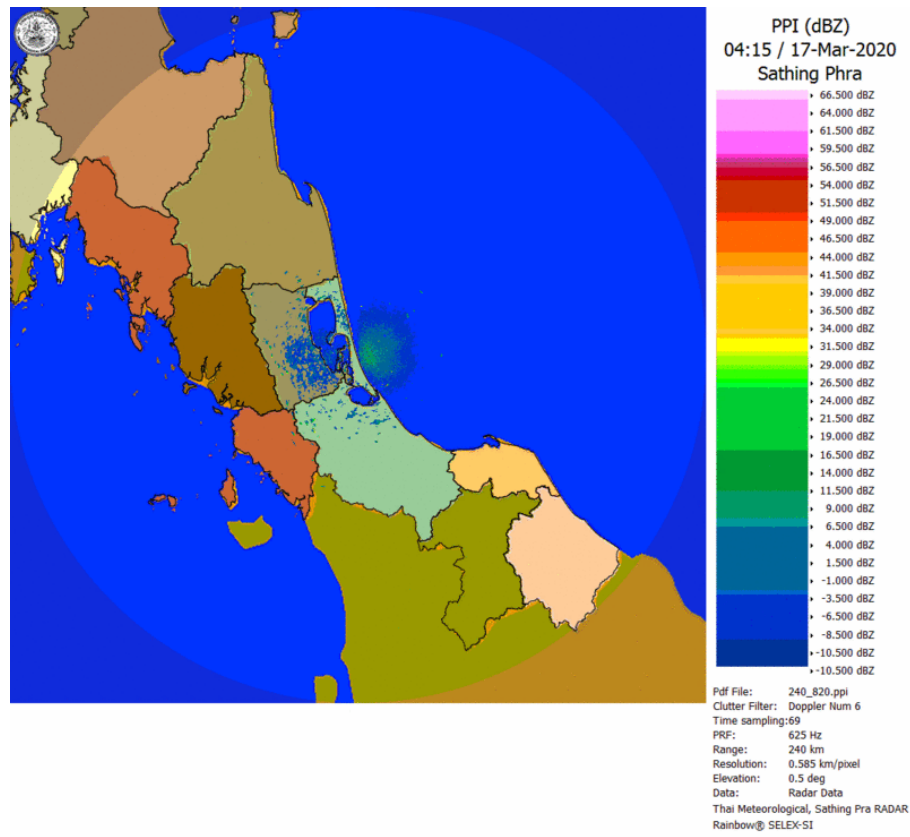 PPI (dBZ)
04:15 / 17-Mar-2020
Sathing Phra
66.500 dBZ
64.000 dBZ
61.500 dBZ
59.500 dBZ
56.500 dBZ
54.000 dBZ
51.500 dBZ
49.000 dBZ
46.500 dBZ
44.000 dBZ
41.500 dBZ
39.000 dBZ
36.500 dBZ
34.000 dBZ
31.500 dBZ
29.000 dBZ
26.500 dBZ
24.000 dBZ
21.500 dBZ
19.000 dBZ
16.500 dBZ
14.000 dBZ
11.500 dBZ
9.000 dBZ
6.500 dBZ
4.000 dBZ
1.500 dBZ
-1.000 dBZ
-3.500 dBZ
-6.500 dBZ
-8.500 dBZ
-10.500 dBZ
-10.500 dBZ
Pdf File: 240_820.ppi
Clutter Filter: Doppler Num 6
Time sampling:69
PRF: 625 Hz
Range: 240 km
Resolution: 0.585 km/pixel
Elevation: 0.5 deg
Data: Radar Data
Thai Meteorological, Sathing Pra RADAR
Rainbow® SELEX-SI